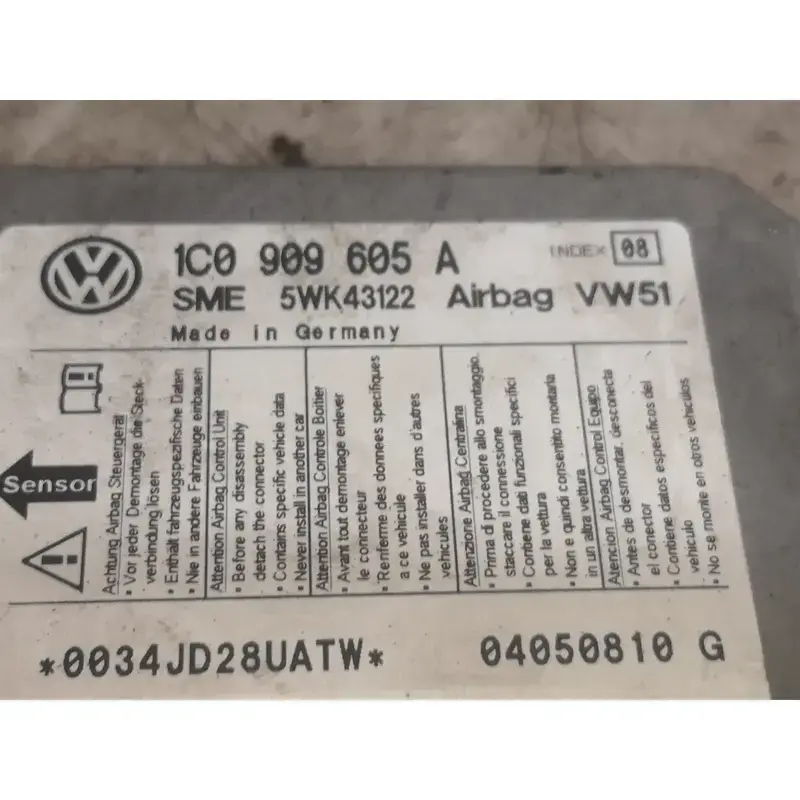 1C0 909 605 A
INDEX 08
SME 5WK43122 Airbag VW51
Made in Germany
Sensor
Achtung Airbag Steuergerät
• Vor jeder Demontage die Steck-
verbindung lösen
• Enthält fahrzeugspezifische Daten
• Nie in andere Fahrzeuge einbauen
Attention Airbag Control Unit
• Before any disassembly
detach the connector
• Contains specific vehicle data
• Never install in another car
Attention Airbag Controle Boitier
• Avant tout demontage enlever
le connecteur
• Renferme des donnees specifiques
a ce vehicule
• Ne pas installer dans d'autres
vehicules
Attenzione Airbag Centralina
• Prima di procedere allo smontaggio
staccare il connessione
• Contiene dati funzionali specifici
per la vettura
• Non e quindi consentito montarla
in un altra vettura
Atencion Airbag Control Equipo
• Antes de desmontar, desconecta
el conector
• Contiene datos especificos del
vehiculo
• No se monte en otros vehiculos
*0034JD28UATW*
04050810 G